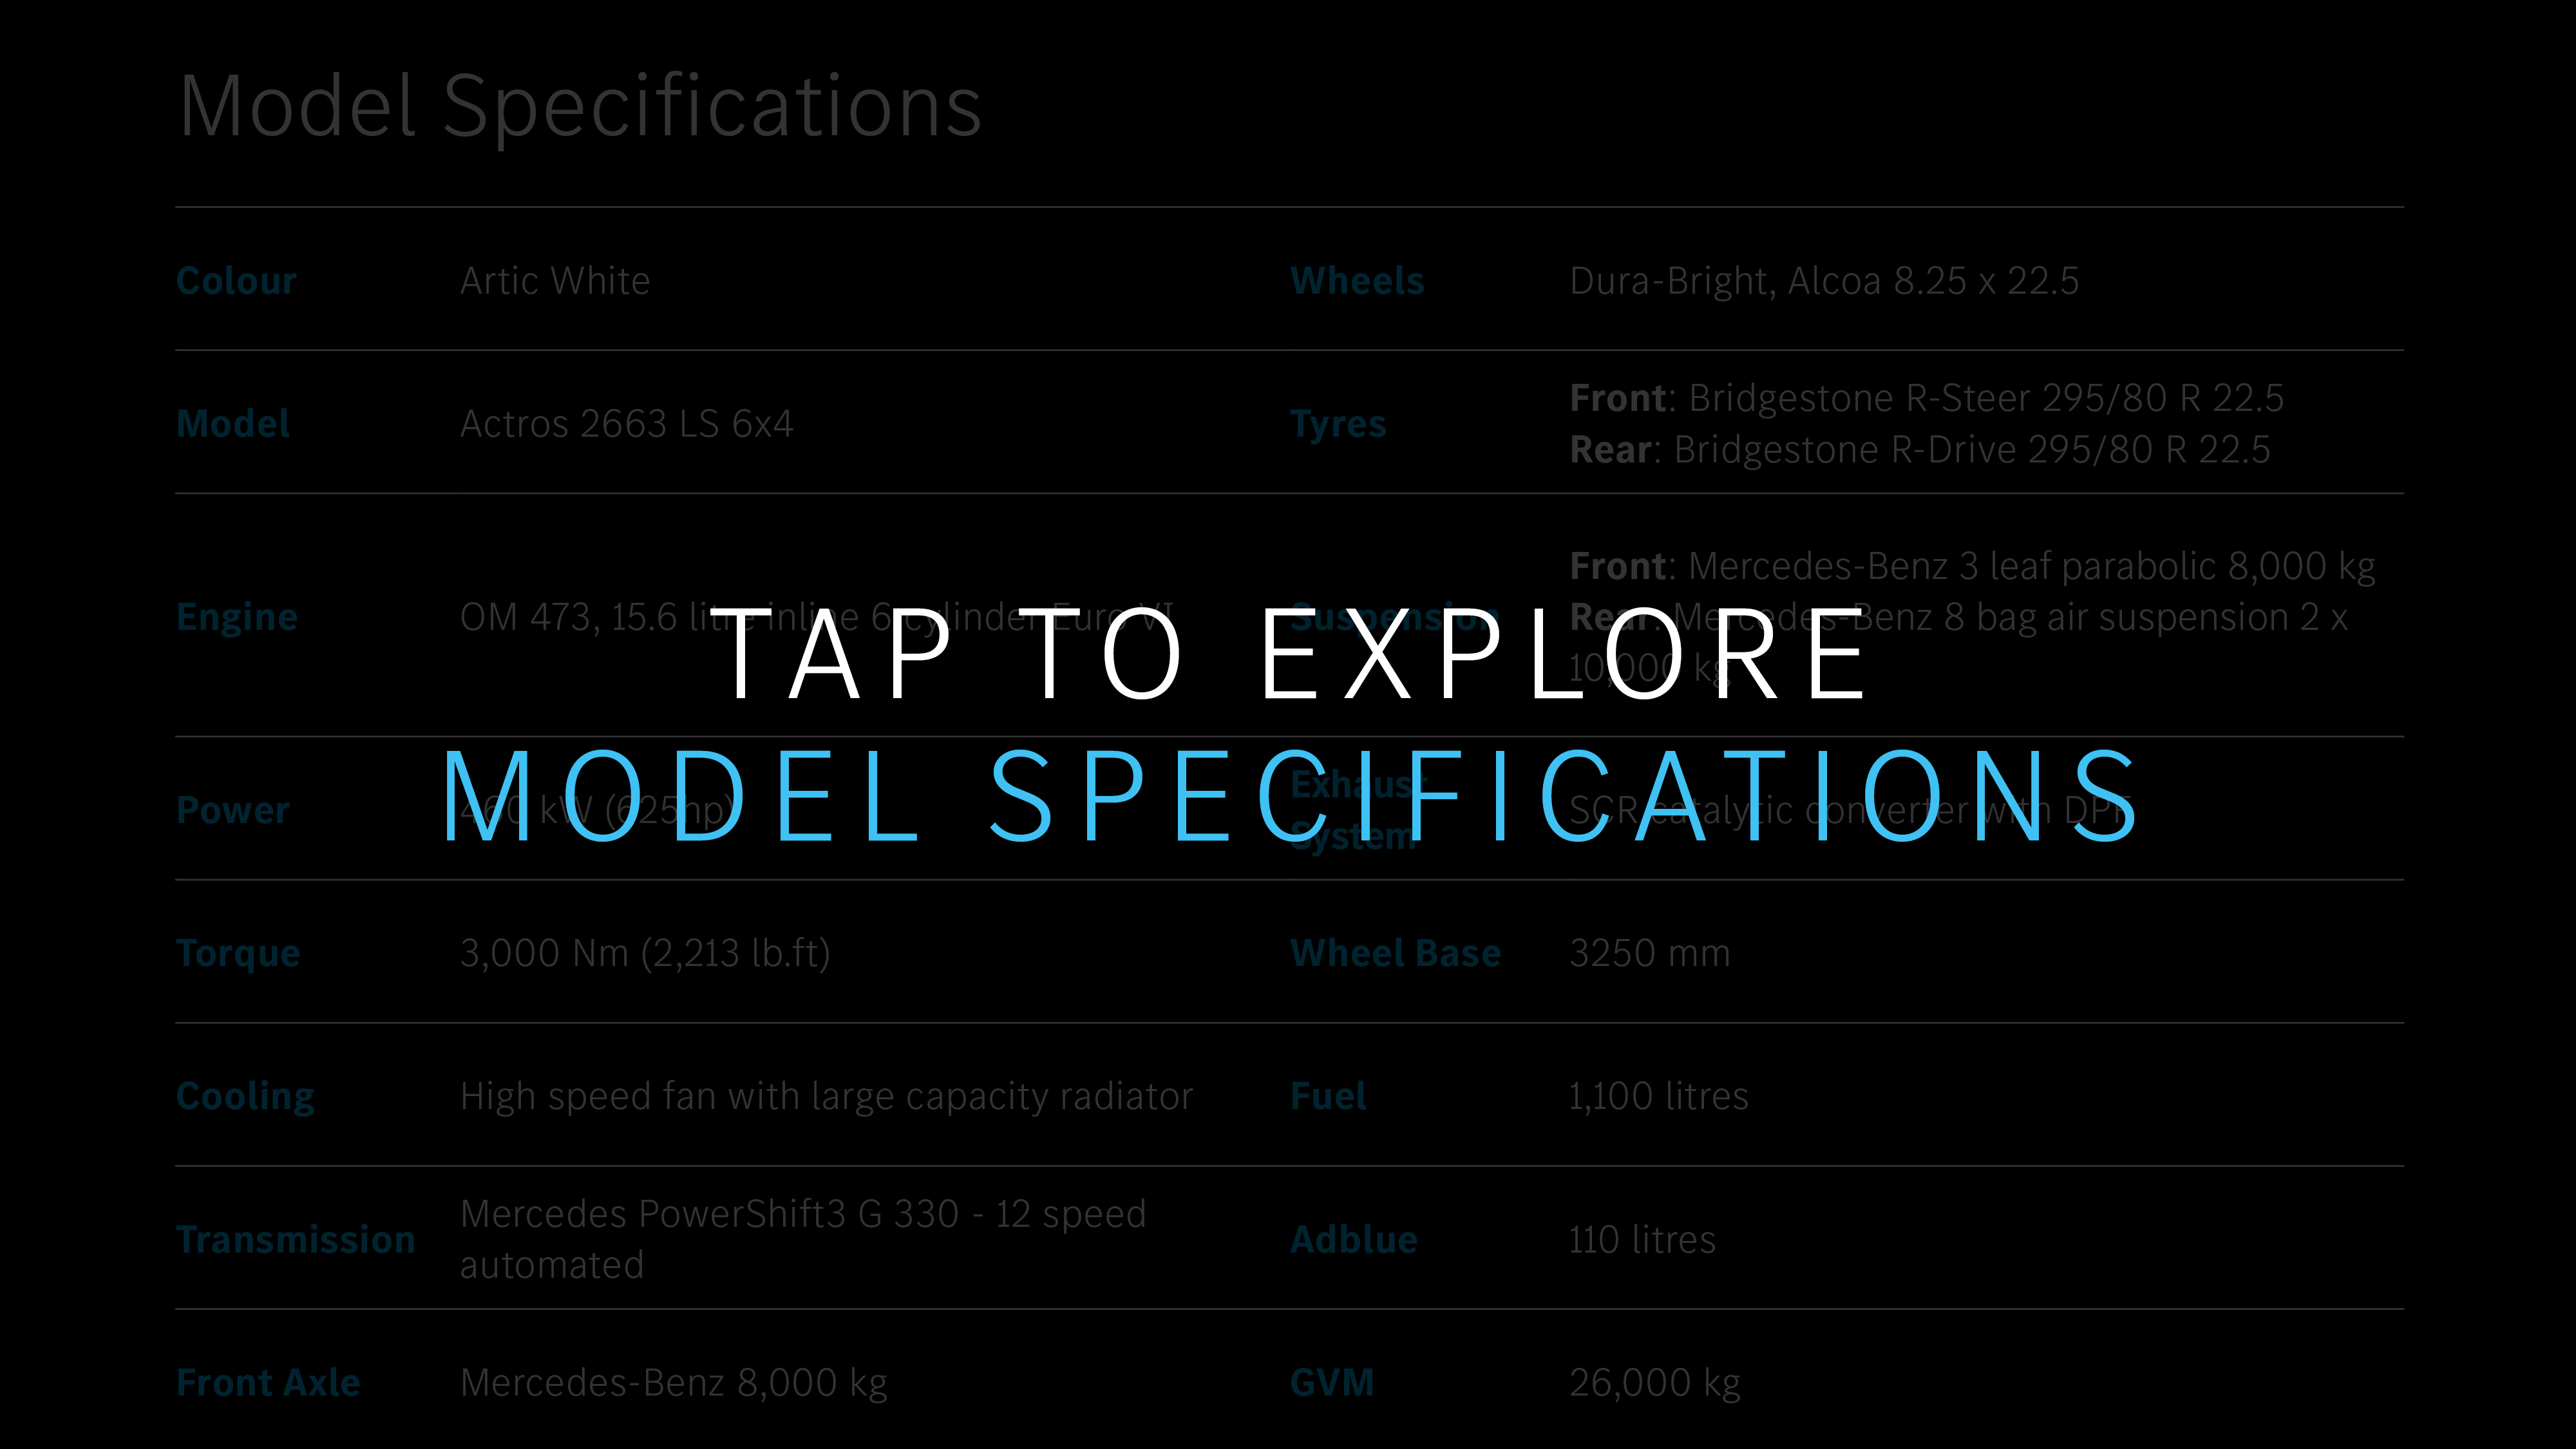 Model Specifications
Colour Artic White Wheels Dura-Bright, Alcoa 8.25 x 22.5
Model Actros 2663 LS 6x4 Tyres Front: Bridgestone R-Steer 295/80 R 22.5
Rear: Bridgestone R-Drive 295/80 R 22.5
Engine OM 473, 15.6 litre inline 6 cylinder Euro VI Suspension Front: Mercedes-Benz 3 leaf parabolic 8,000 kg
Rear: Mercedes-Benz 8 bag air suspension 2 x
10,000 kg
TAP TO EXPLORE
MODEL SPECIFICATIONS
Power 460 kW (625hp) Exhaust System SCR catalytic converter with DPF
Torque 3,000 Nm (2,213 lb.ft) Wheel Base 3250 mm
Cooling High speed fan with large capacity radiator Fuel 1,100 litres
Transmission Mercedes PowerShift3 G 330 - 12 speed
automated Adblue 110 litres
Front Axle Mercedes-Benz 8,000 kg GVM 26,000 kg